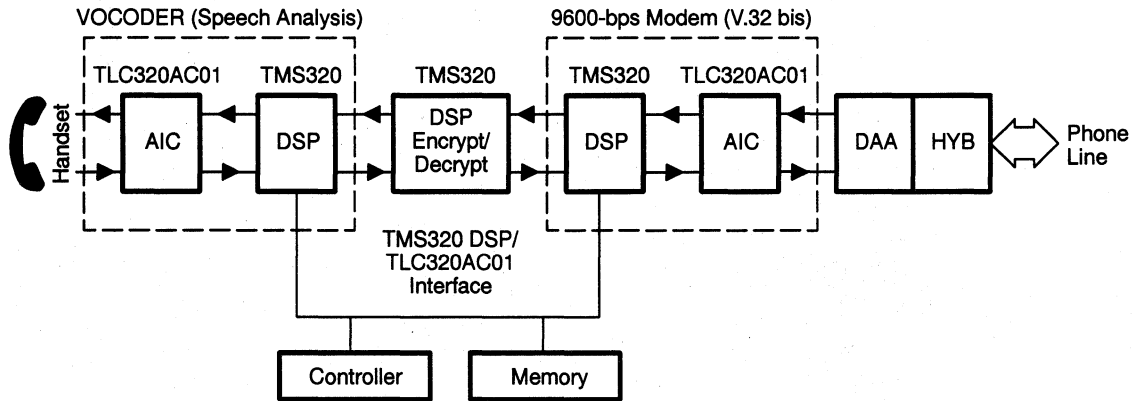 VOCODER (Speech Analysis)
9600-bps Modem (V.32 bis)
TLC320AC01
TMS320
TMS320
TMS320
TLC320AC01
Handset
AIC
DSP
DSP
Encrypt/
Decrypt
DSP
AIC
DAA
HYB
Phone
Line
TMS320 DSP/
TLC320AC01
Interface
Controller
Memory